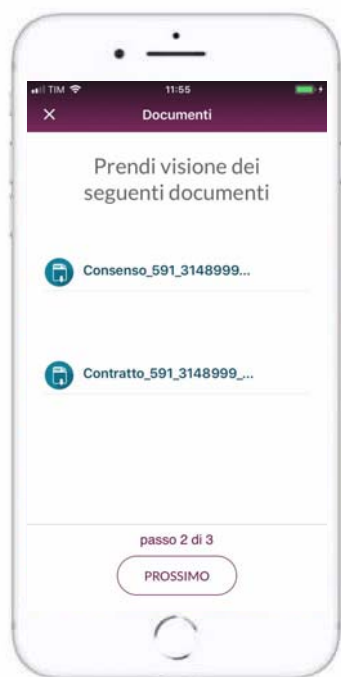 TIM 11:55
Documenti
Prendi visione dei
seguenti documenti
Consenso_591_3148999...
Contratto_591_3148999_...
passo 2 di 3
PROSSIMO